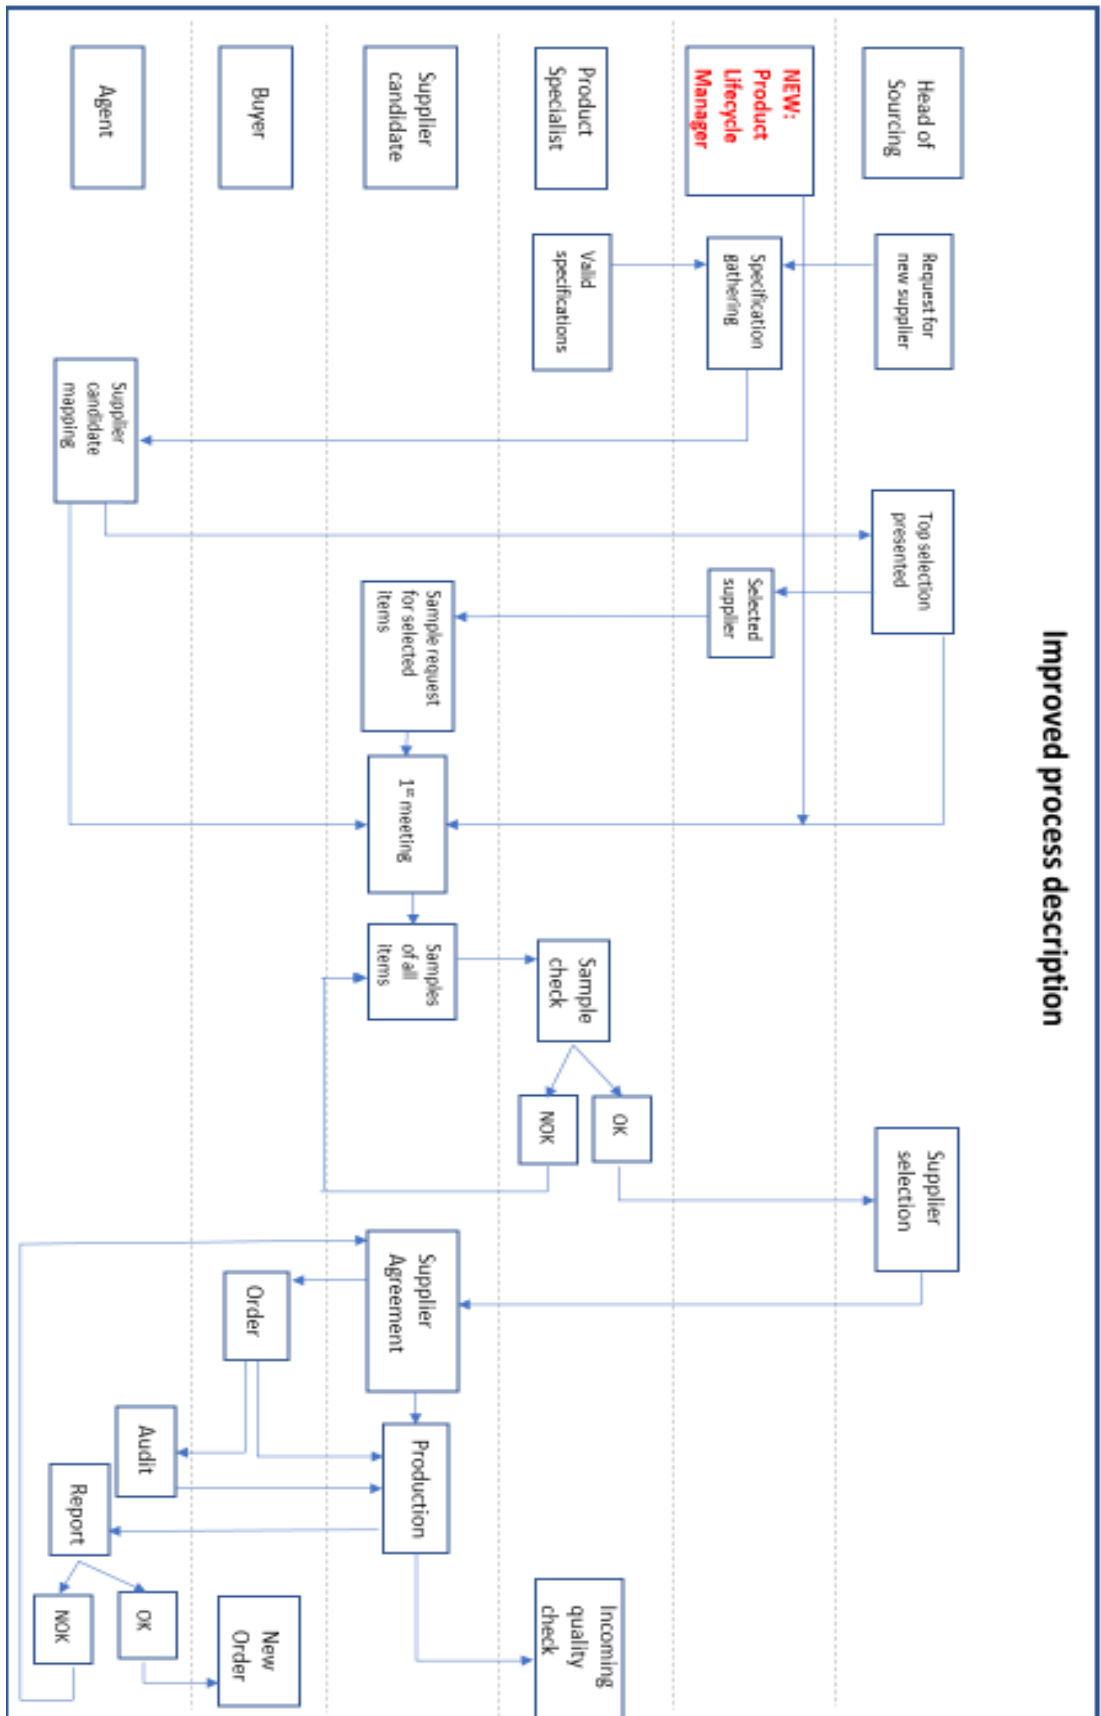 Improved process description
Head of
Sourcing
Request for
new supplier
Top selection
presented
Supplier
selection
NEW:
Product
Lifecycle
Manager
Specification
gathering
Selected
supplier
Product
Specialist
Valid
specifications
Sample
check
OK
NOK
Incoming
quality
check
Supplier
candidate
Sample request
for selected
items
1st meeting
Samples
of all
items
Supplier
Agreement
Production
Buyer
Order
New
Order
Agent
Supplier
candidate
mapping
Audit
Report
OK
NOK